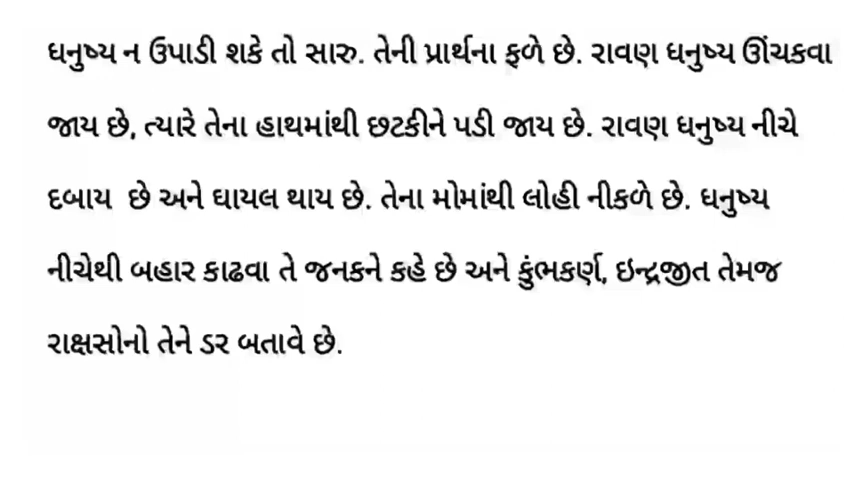 ધનુષ્ય ન ઉપાડી શકે તો સારુ. તેની પ્રાર્થના ફળે છે. રાવણ ધનુષ્ય ઊંચકવા
જાય છે, ત્યારે તેના હાથમાંથી છટકીને પડી જાય છે. રાવણ ધનુષ્ય નીચે
દબાય  છે અને ઘાયલ થાય છે. તેના મોમાંથી લોહી નીકળે છે. ધનુષ્ય
નીચેથી બહાર કાઢવા તે જનકને કહે છે અને કુંભકર્ણ, ઇન્દ્રજીત તેમજ
રાક્ષસોનો તેને ડર બતાવે છે.